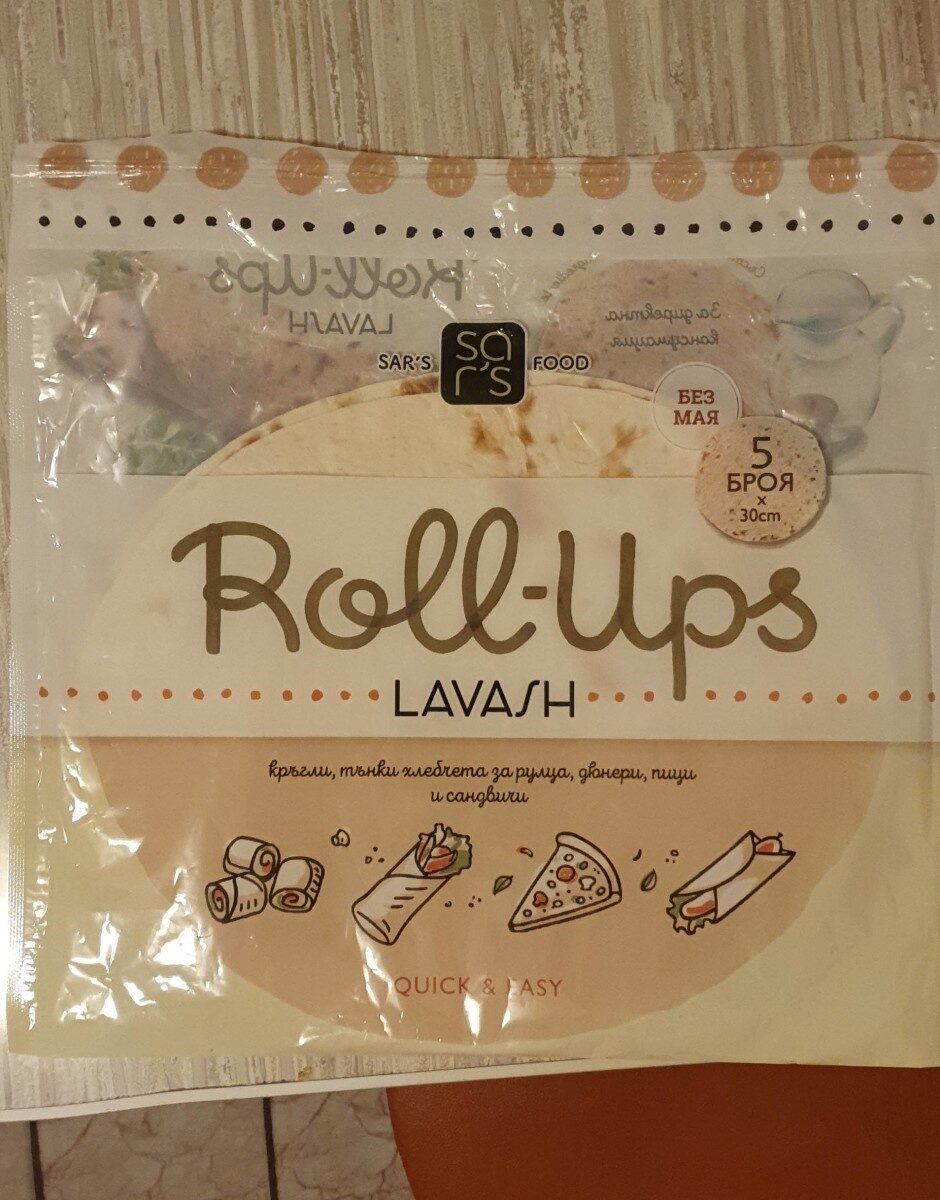 Roll-Ups
LAVASH
За директна
консумация
SAR'S
sa
r's
FOOD
БЕЗ
МАЯ
5
БРОЯ
x
30cm
Roll-Ups
LAVASH
кръгли, тънки хлебчета за рулца, дюнери, пици
и сандвичи
QUICK & EASY